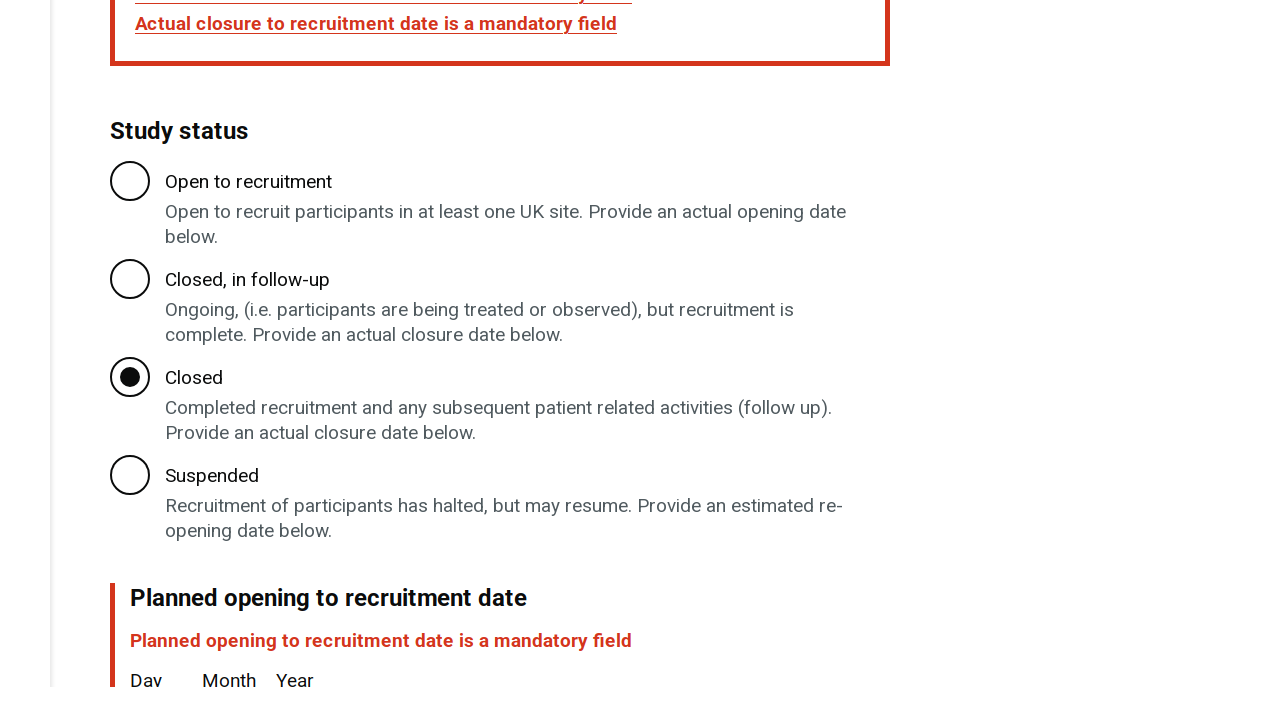 Actual closure to recruitment date is a mandatory field
Study status
Open to recruitment
Open to recruit participants in at least one UK site. Provide an actual opening date
below.
Closed, in follow-up
Ongoing, (i.e. participants are being treated or observed), but recruitment is
complete. Provide an actual closure date below.
Closed
Completed recruitment and any subsequent patient related activities (follow up).
Provide an actual closure date below.
Suspended
Recruitment of participants has halted, but may resume. Provide an estimated re-
opening date below.
Planned opening to recruitment date
Planned opening to recruitment date is a mandatory field
Day Month Year